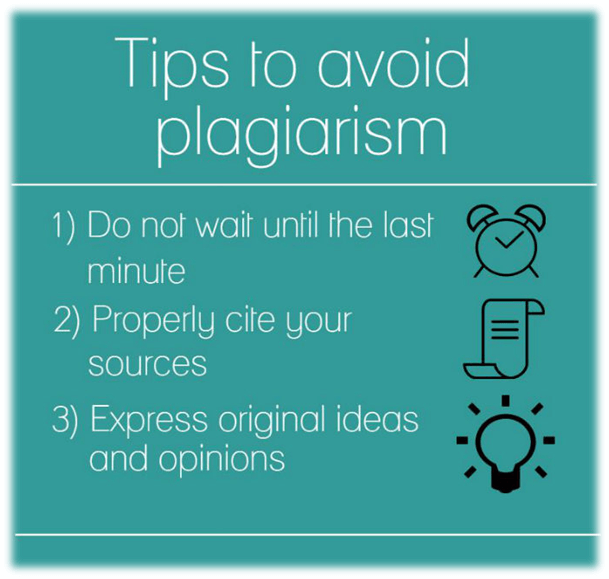 Tips to avoid
plagiarism
1) Do not wait until the last
minute
2) Properly cite your
sources
3) Express original ideas
and opinions